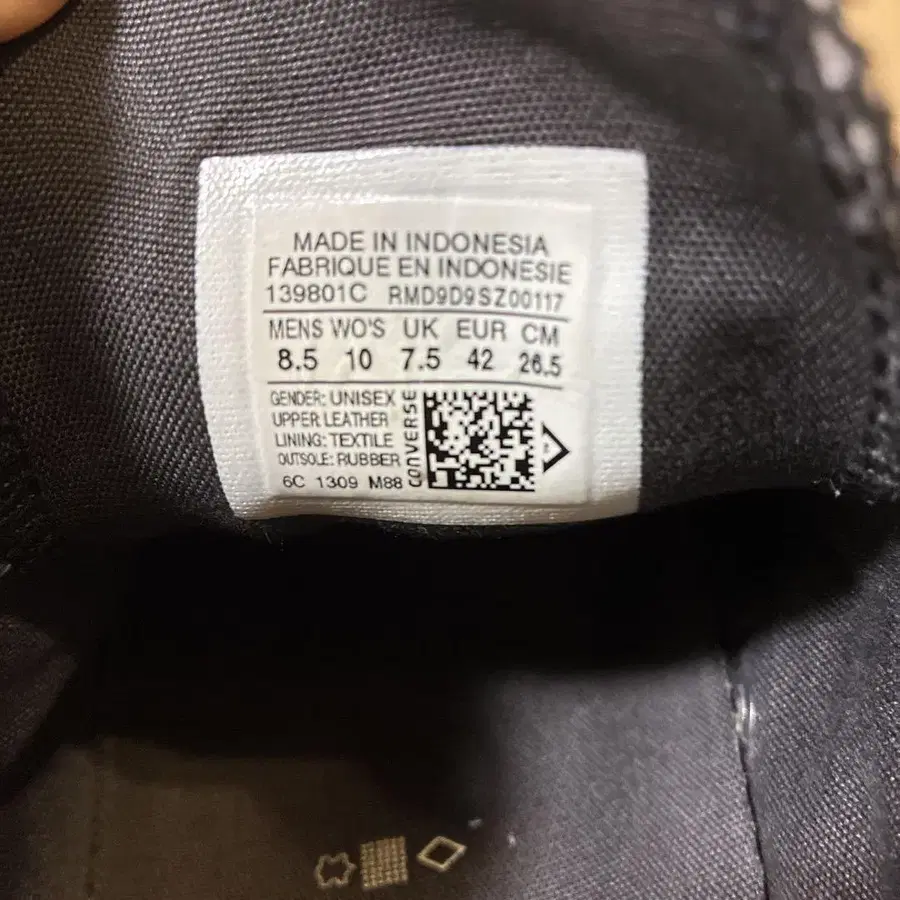 MADE IN INDONESIA
FABRIQUE EN INDONESIE
139801C RMD9D9SZ00117
MENS WO'S UK EUR CM
8.5 10 7.5 42 26.5
GENDER: UNISEX
UPPER LEATHER
LINING: TEXTILE
OUTSOLE: RUBBER
6C 1309 M88
CONVERSE